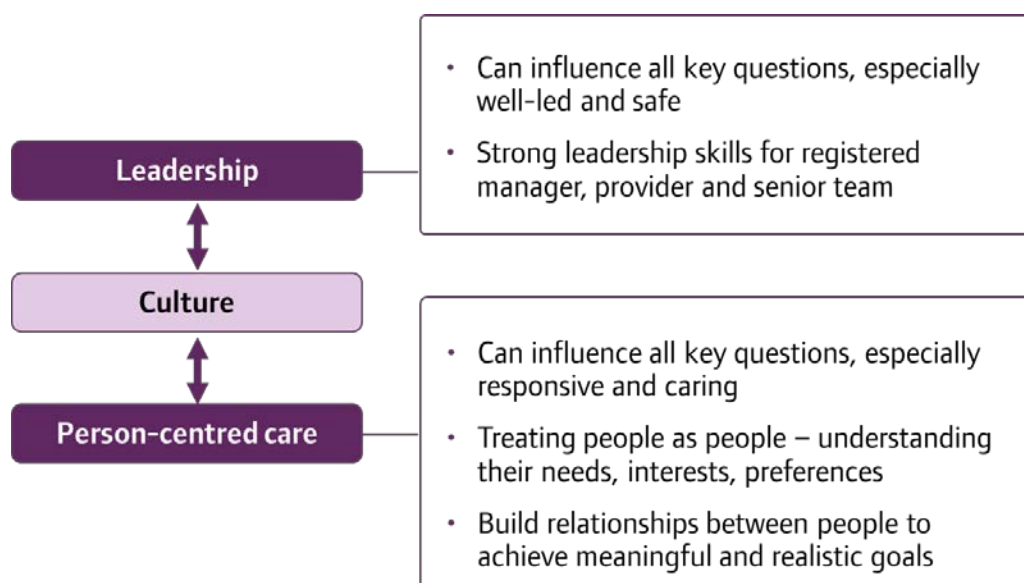 Leadership
• Can influence all key questions, especially
well-led and safe
• Strong leadership skills for registered
manager, provider and senior team
Culture
Person-centred care
• Can influence all key questions, especially
responsive and caring
• Treating people as people – understanding
their needs, interests, preferences
• Build relationships between people to
achieve meaningful and realistic goals